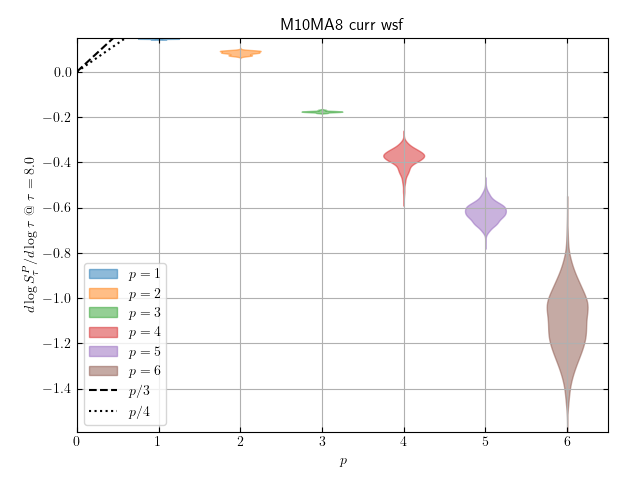 M10MA8 curr wsf
d log S_τ^P / d log τ @ τ = 8.0
0.0
−0.2
−0.4
−0.6
−0.8
−1.0
−1.2
−1.4
p = 1
p = 2
p = 3
p = 4
p = 5
p = 6
p/3
p/4
0 1 2 3 4 5 6
p